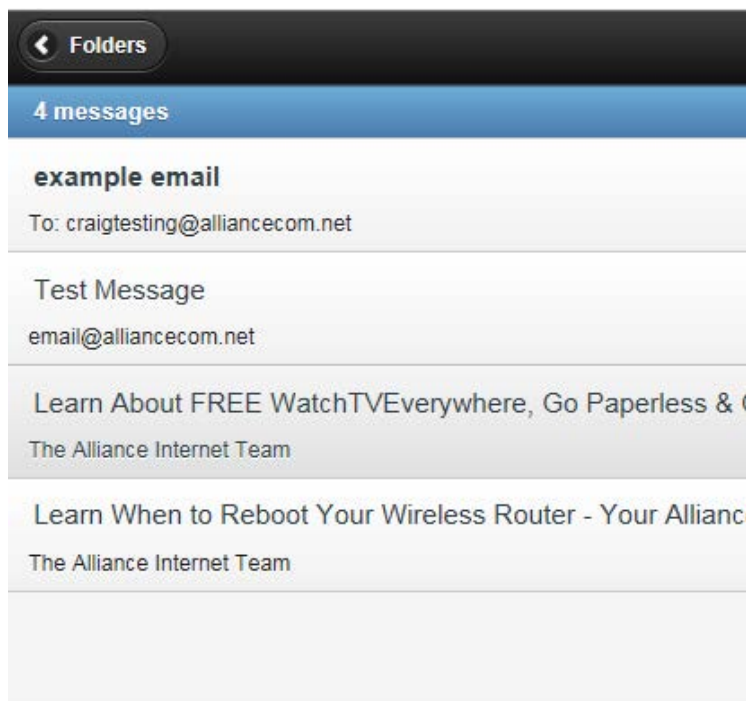 Folders
4 messages
example email
To: craigtesting@alliancecom.net
Test Message
email@alliancecom.net
Learn About FREE WatchTVEverywhere, Go Paperless &
The Alliance Internet Team
Learn When to Reboot Your Wireless Router - Your Allianc
The Alliance Internet Team